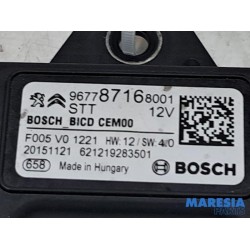 9677871680 01
STT 12V
BOSCH_BICD CEM00
F005 V0 1221 HW:12/SW:4/0
20151121 621219283501
658 Made in Hungary BOSCH
MARESIA
PARTS